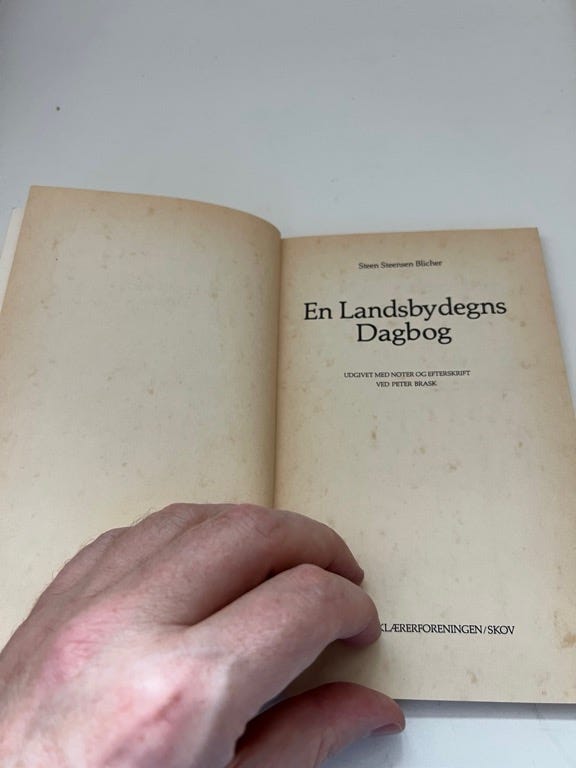 Steen Steensen Blicher
En Landsbydegns
Dagbog
UDGIVET MED NOTER OG EFTERSKRIFT
VED PETER BRASK
KLÆRERFORENINGEN/SKOV